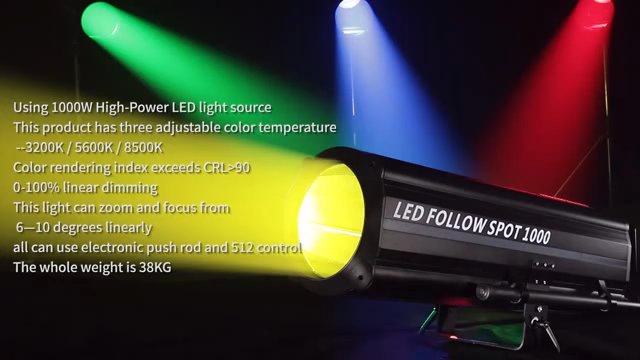 Using 1000W High-Power LED light source
This product has three adjustable color temperature
--3200K / 5600K / 8500K
Color rendering index exceeds CRL>90
0-100% linear dimming
This light can zoom and focus from
6—10 degrees linearly
all can use electronic push rod and 512 control
The whole weight is 38KG
LED FOLLOW SPOT 1000